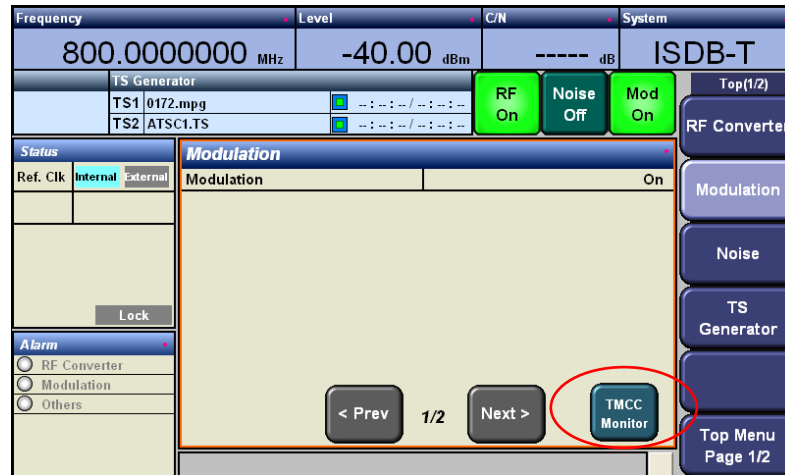 Frequency Level C/N System
800.0000000 MHz -40.00 dBm ----- dB ISDB-T
TS Generator
TS1 0172.mpg --:--:--/--:--:--
TS2 ATSC1.TS --:--:--/--:--:--
RF On
Noise Off
Mod On
Top(1/2)
RF Converter
Modulation
Noise
TS Generator
Top Menu
Page 1/2
Status
Ref. Clk Internal External
Lock
Alarm
RF Converter
Modulation
Others
Modulation
Modulation On
< Prev 1/2 Next >
TMCC
Monitor